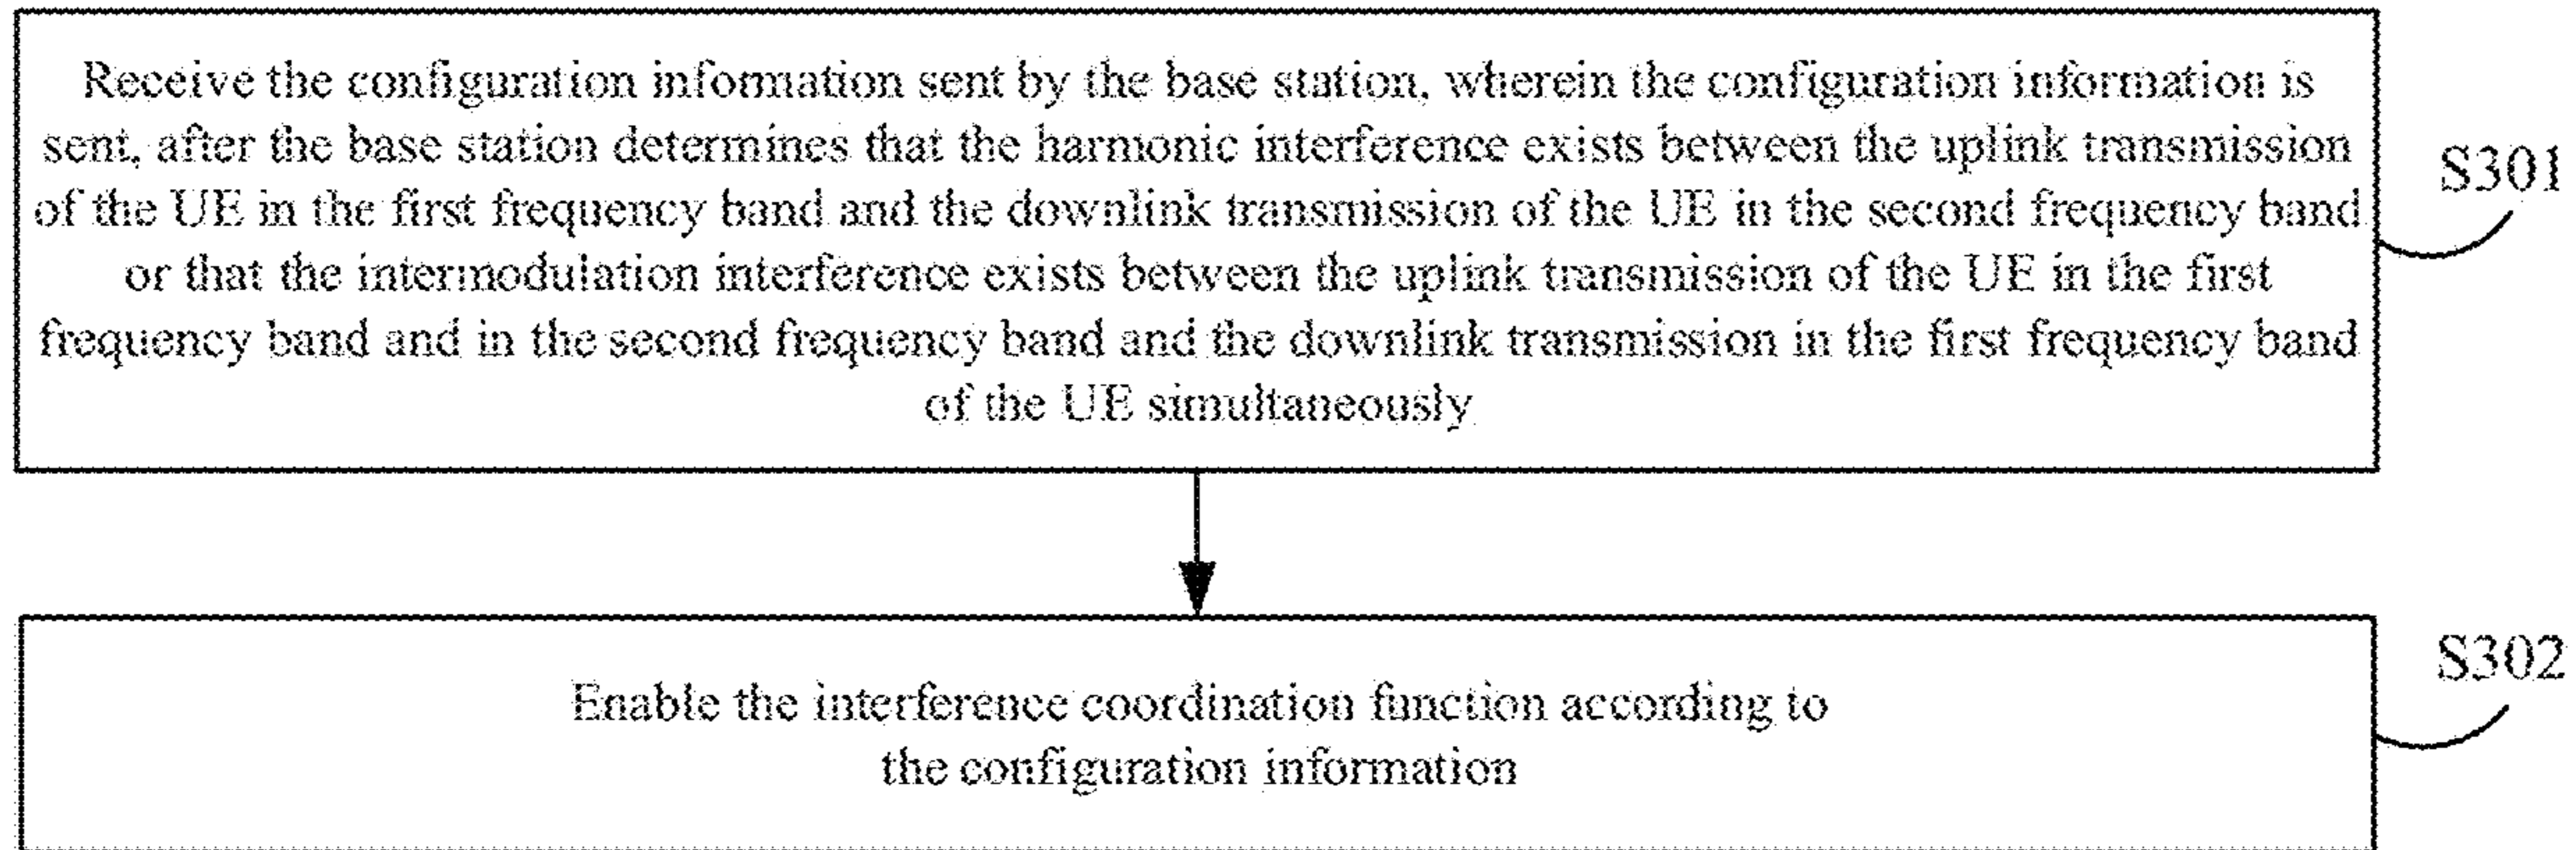 Receive the configuration information sent by the base station, wherein the configuration information is
sent, after the base station determines that the harmonic interference exists between the uplink transmission
of the UE in the first frequency band and the downlink transmission of the UE in the second frequency band
or that the intermodulation interference exists between the uplink transmission of the UE in the first
frequency band and in the second frequency band and the downlink transmission in the first frequency band
of the UE simultaneously
S301
Enable the interference coordination function according to
the configuration information
S302